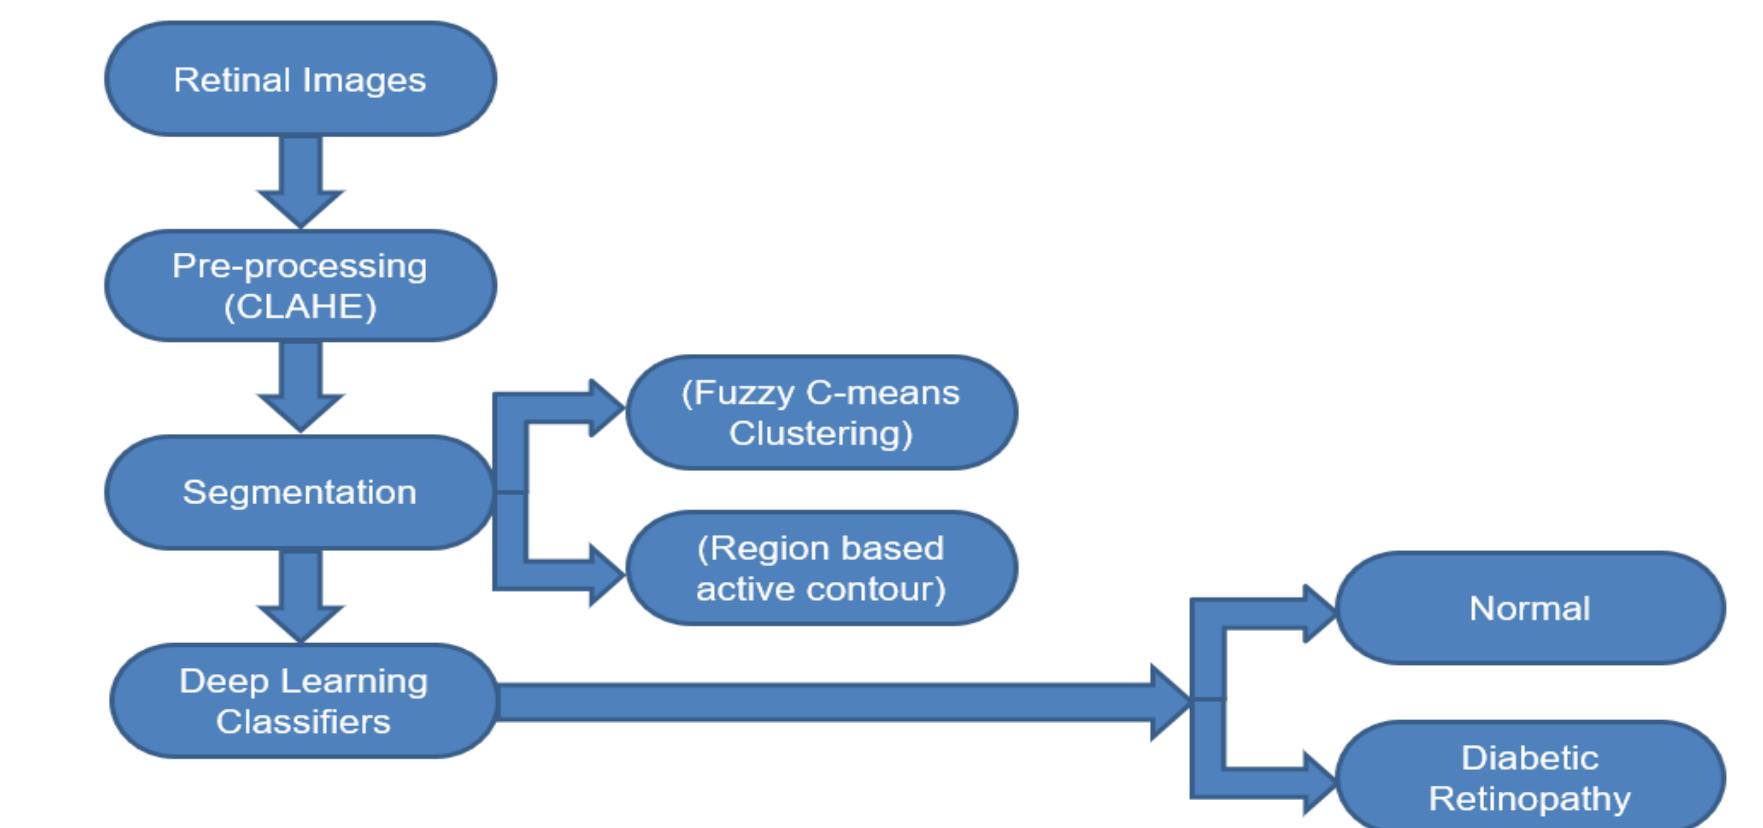 Retinal Images
Pre-processing
(CLAHE)
Segmentation
(Fuzzy C-means
Clustering)
(Region based
active contour)
Deep Learning
Classifiers
Normal
Diabetic
Retinopathy